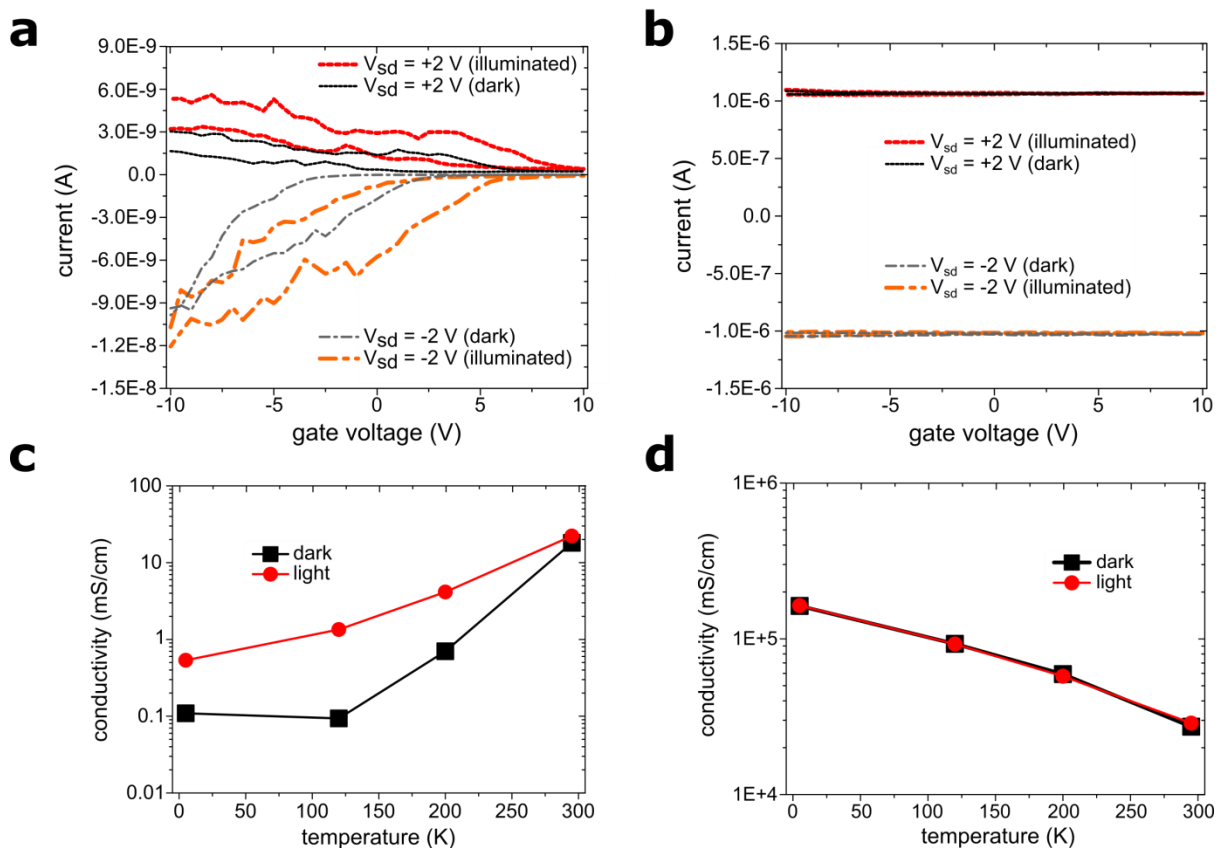 a
9.0E-9
6.0E-9
3.0E-9
0.0
-3.0E-9
-6.0E-9
-9.0E-9
-1.2E-8
-1.5E-8
current (A)
Vsd = +2 V (illuminated)
Vsd = +2 V (dark)
Vsd = -2 V (dark)
Vsd = -2 V (illuminated)
-10 -5 0 5 10
gate voltage (V)
b
1.5E-6
1.0E-6
5.0E-7
0.0
-5.0E-7
-1.0E-6
-1.5E-6
current (A)
Vsd = +2 V (illuminated)
Vsd = +2 V (dark)
Vsd = -2 V (dark)
Vsd = -2 V (illuminated)
-10 -5 0 5 10
gate voltage (V)
c
100
10
1
0.1
0.01
conductivity (mS/cm)
dark
light
0 50 100 150 200 250 300
temperature (K)
d
1E+6
1E+5
1E+4
conductivity (mS/cm)
dark
light
0 50 100 150 200 250 300
temperature (K)